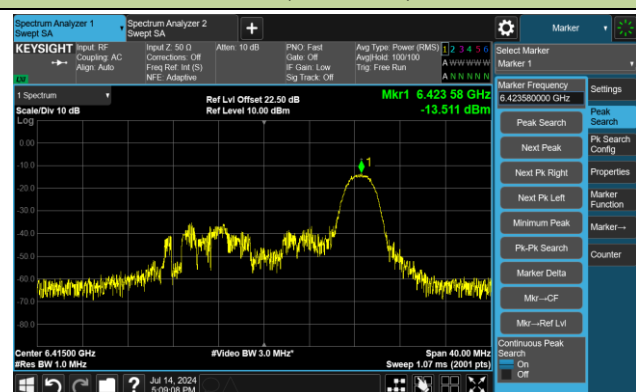 Spectrum Analyzer 1
Swept SA
Spectrum Analyzer 2
Swept SA
+
Marker
KEYSIGHT
Input: RF
Coupling: AC
Align: Auto
Input Z: 50 Ω
Corrections: Off
Freq Ref: Int (S)
NFE: Adaptive
Atten: 10 dB
PNO: Fast
Gate: Off
IF Gain: Low
Sig Track: Off
Avg Type: Power (RMS)
Avg|Hold: 100/100
Trig: Free Run
1 2 3 4 5 6
A W W W W W
A N N N N N
Select Marker
Marker 1
1 Spectrum
Scale/Div 10 dB
Log
Ref Lvl Offset 22.50 dB
Ref Level 10.00 dBm
Mkr1 6.423 58 GHz
-13.511 dBm
Marker Frequency
6.423580000 GHz
Peak Search
Next Peak
Next Pk Right
Next Pk Left
Minimum Peak
Pk-Pk Search
Marker Delta
Mkr→CF
Mkr→Ref Lvl
Continuous Peak
Search
On
Off
Settings
Peak
Search
Pk Search
Config
Properties
Marker
Function
Marker→
Counter
1
0.00
-10.0
-20.0
-30.0
-40.0
-50.0
-60.0
-70.0
-80.0
Center 6.41500 GHz
#Res BW 1.0 MHz
#Video BW 3.0 MHz*
Span 40.00 MHz
Sweep 1.07 ms (2001 pts)
?
Jul 14, 2024
5:09:08 PM